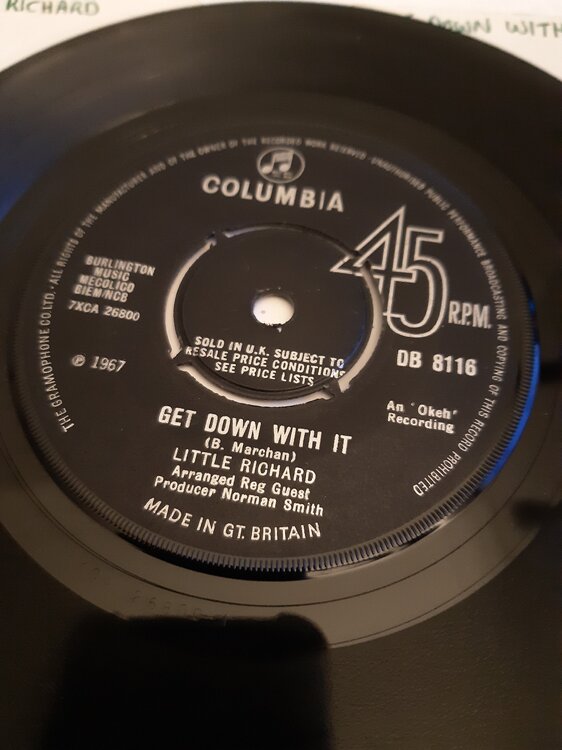 RICHARD
DOWN WITH
THE GRAMOPHONE CO. LTD. · ALL RIGHTS OF THE MANUFACTURER AND OF THE OWNER OF THE RECORDED WORK RESERVED · UNAUTHORISED PUBLIC PERFORMANCE BROADCASTING AND COPYING OF THIS RECORD PROHIBITED
COLUMBIA
45
R.P.M.
DB 8116
An "Okeh"
Recording
BURLINGTON
MUSIC
MECOLICO
BIEM/NCB
7XCA 26800
℗ 1967
SOLD IN U.K. SUBJECT TO
RESALE PRICE CONDITIONS
SEE PRICE LISTS
GET DOWN WITH IT
(B. Marchan)
LITTLE RICHARD
Arranged Reg Guest
Producer Norman Smith
MADE IN GT. BRITAIN